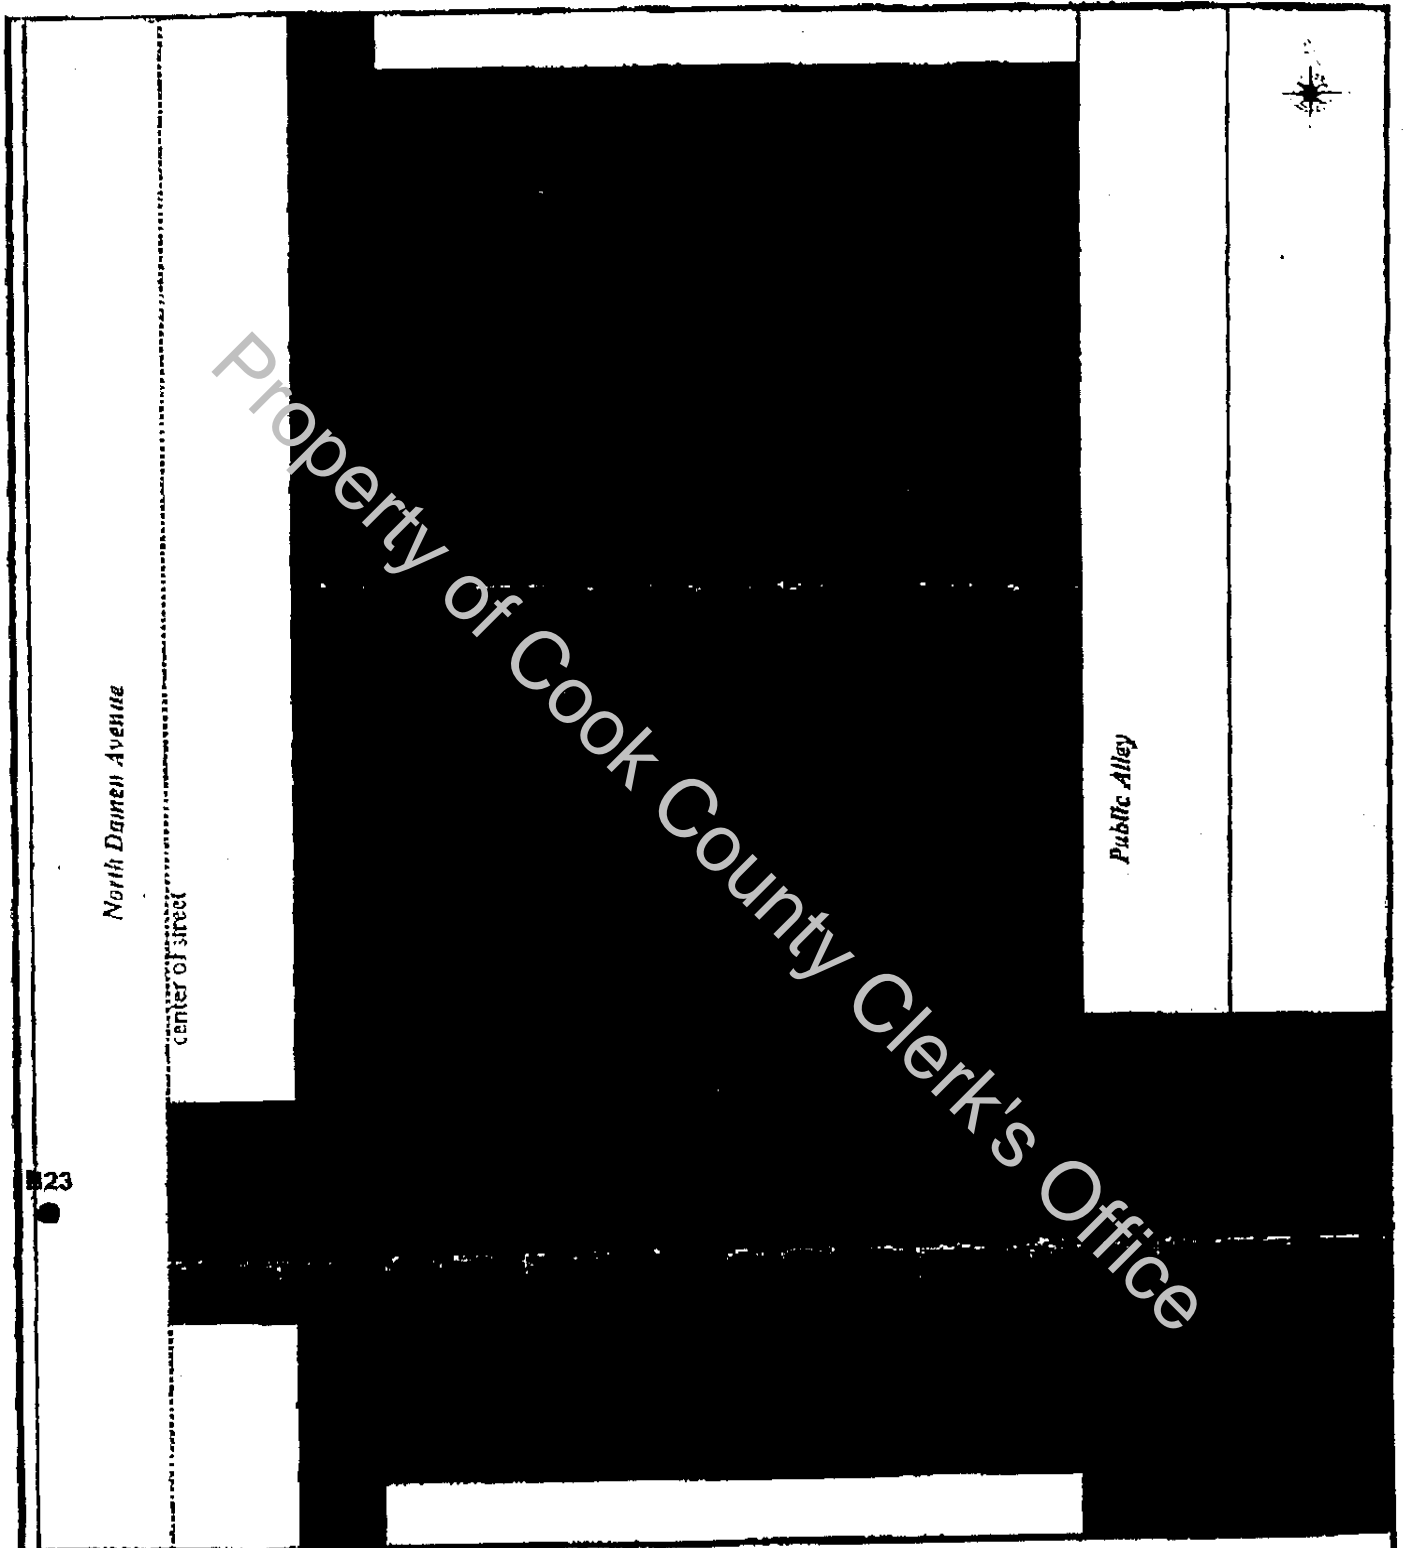 North Damen Avenue
center of street
Public Alley
23
Property of Cook County Clerk's Office